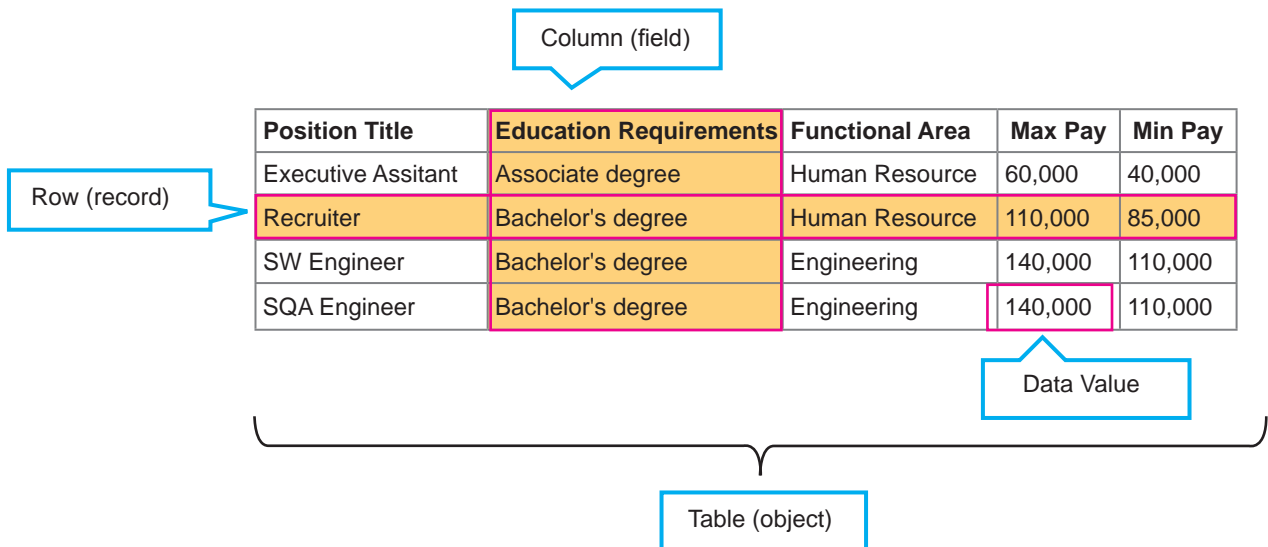 Column (field)
Position Title Education Requirements Functional Area Max Pay Min Pay
Executive Assitant Associate degree Human Resource 60,000 40,000
Row (record)
Recruiter Bachelor's degree Human Resource 110,000 85,000
SW Engineer Bachelor's degree Engineering 140,000 110,000
SQA Engineer Bachelor's degree Engineering 140,000 110,000
Data Value
Table (object)